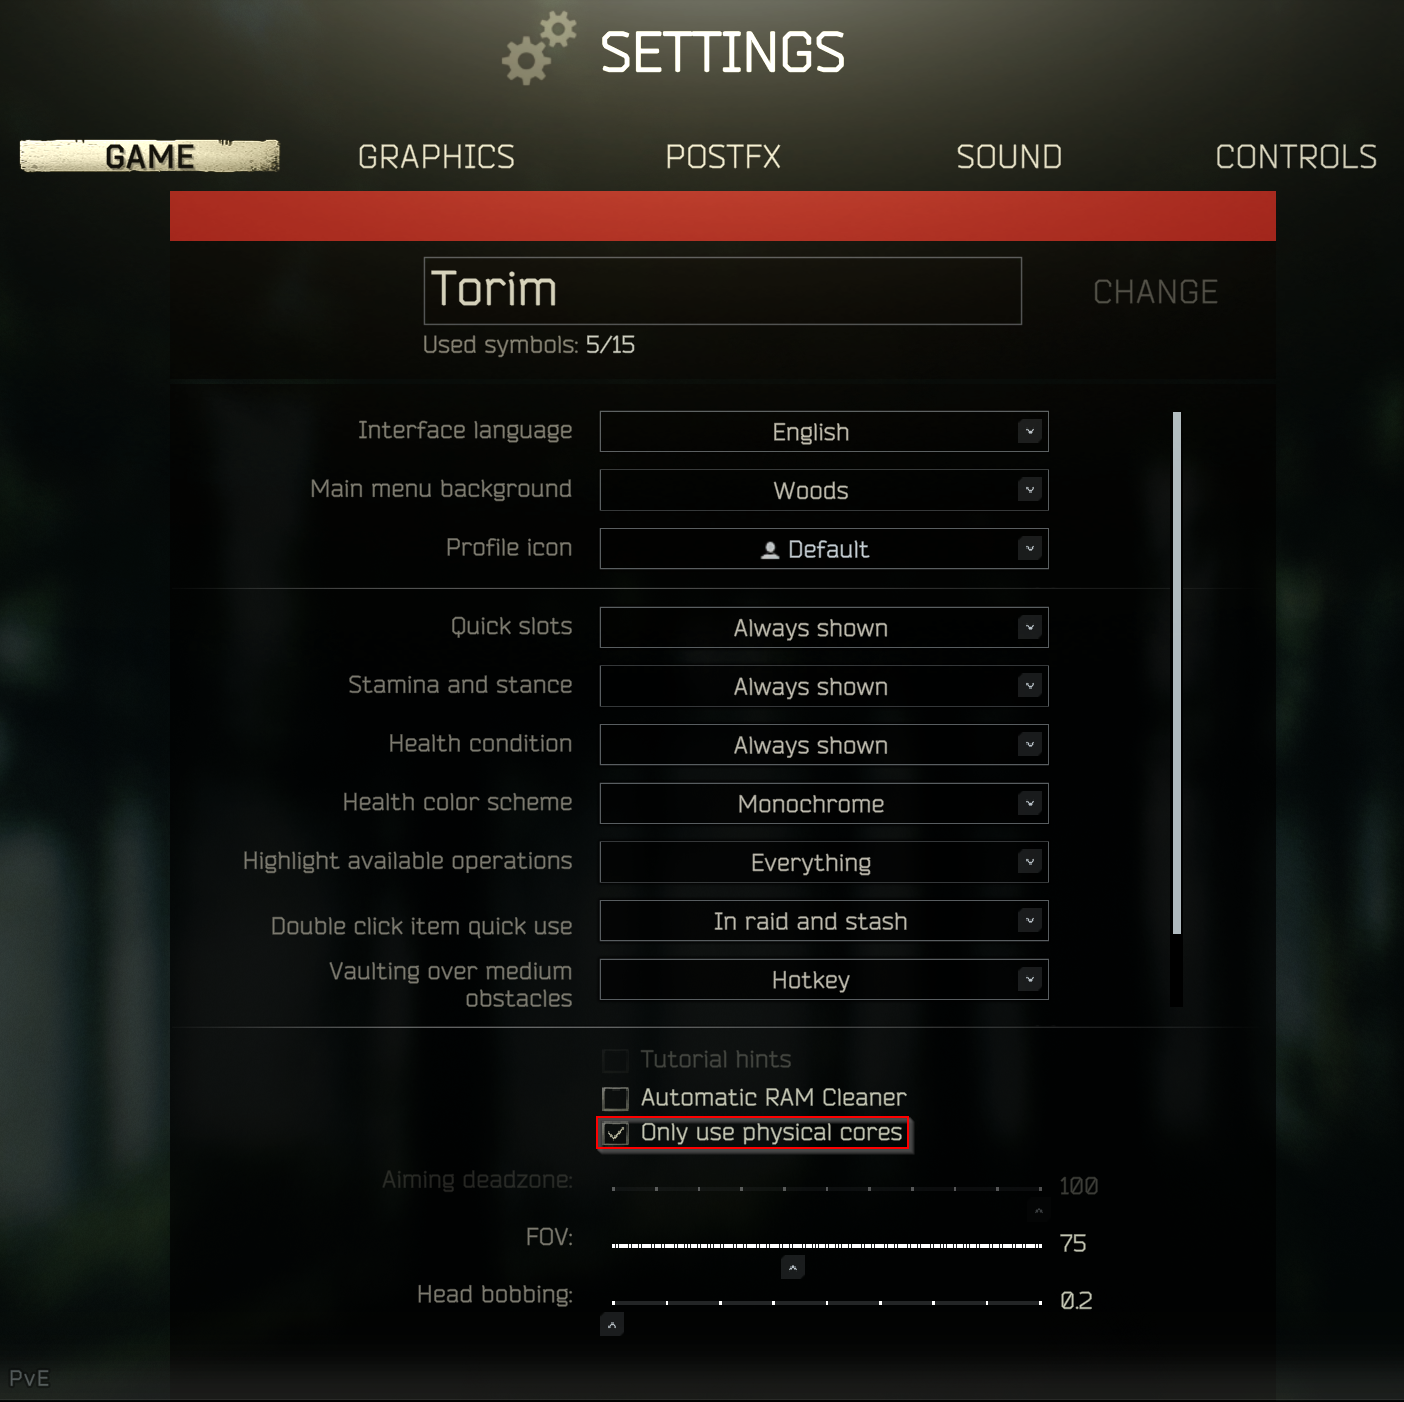 SETTINGS
GAME GRAPHICS POSTFX SOUND CONTROLS
Torim CHANGE
Used symbols: 5/15
Interface language English
Main menu background Woods
Profile icon Default
Quick slots Always shown
Stamina and stance Always shown
Health condition Always shown
Health color scheme Monochrome
Highlight available operations Everything
Double click item quick use In raid and stash
Vaulting over medium
obstacles Hotkey
Tutorial hints
Automatic RAM Cleaner
Only use physical cores
Aiming deadzone: 100
FOV: 75
Head bobbing: 0.2
PvE